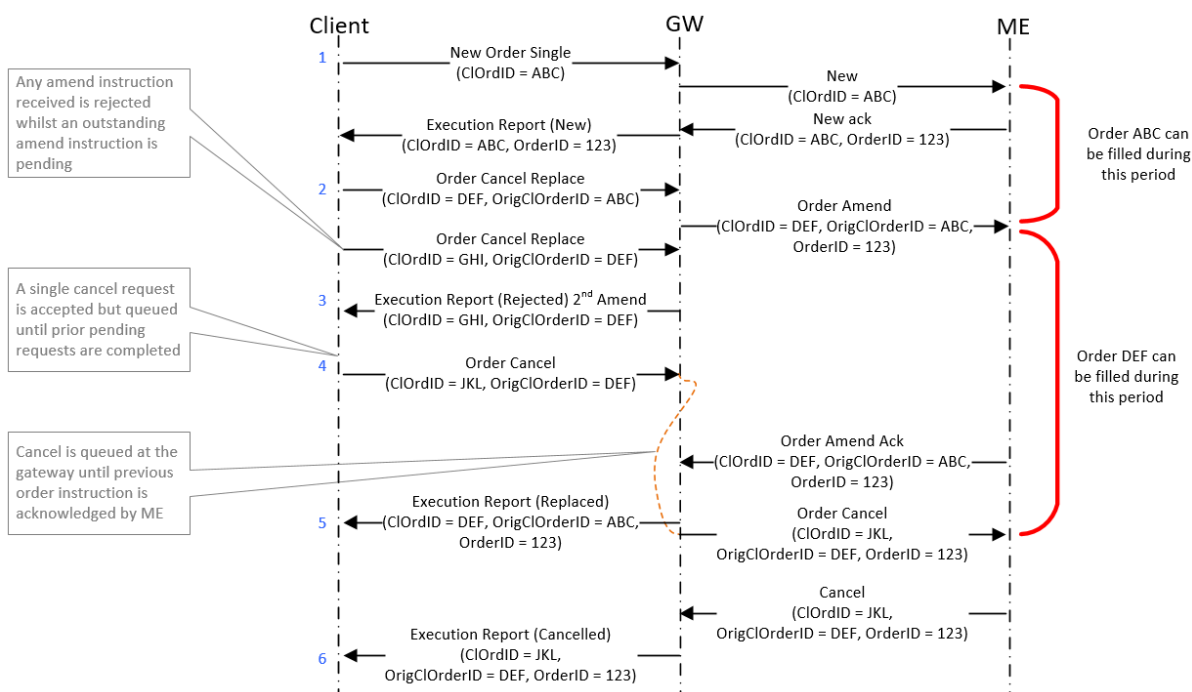 Client
GW
ME
1
New Order Single
(ClOrdID = ABC)
New
(ClOrdID = ABC)
Any amend instruction
received is rejected
whilst an outstanding
amend instruction is
pending
New ack
(ClOrdID = ABC, OrderID = 123)
Execution Report (New)
(ClOrdID = ABC, OrderID = 123)
Order ABC can
be filled during
this period
2
Order Cancel Replace
(ClOrdID = DEF, OrigClOrderID = ABC)
Order Amend
(ClOrdID = DEF, OrigClOrderID = ABC,
OrderID = 123)
Order Cancel Replace
(ClOrdID = GHI, OrigClOrderID = DEF)
A single cancel request
is accepted but queued
until prior pending
requests are completed
3
Execution Report (Rejected) 2nd Amend
(ClOrdID = GHI, OrigClOrderID = DEF)
4
Order Cancel
(ClOrdID = JKL, OrigClOrderID = DEF)
Order DEF can
be filled during
this period
Cancel is queued at the
gateway until previous
order instruction is
acknowledged by ME
Order Amend Ack
(ClOrdID = DEF, OrigClOrderID = ABC,
OrderID = 123)
5
Execution Report (Replaced)
(ClOrdID = DEF, OrigClOrderID = ABC,
OrderID = 123)
Order Cancel
(ClOrdID = JKL,
OrigClOrderID = DEF, OrderID = 123)
Cancel
(ClOrdID = JKL,
OrigClOrderID = DEF, OrderID = 123)
6
Execution Report (Cancelled)
(ClOrdID = JKL,
OrigClOrderID = DEF, OrderID = 123)